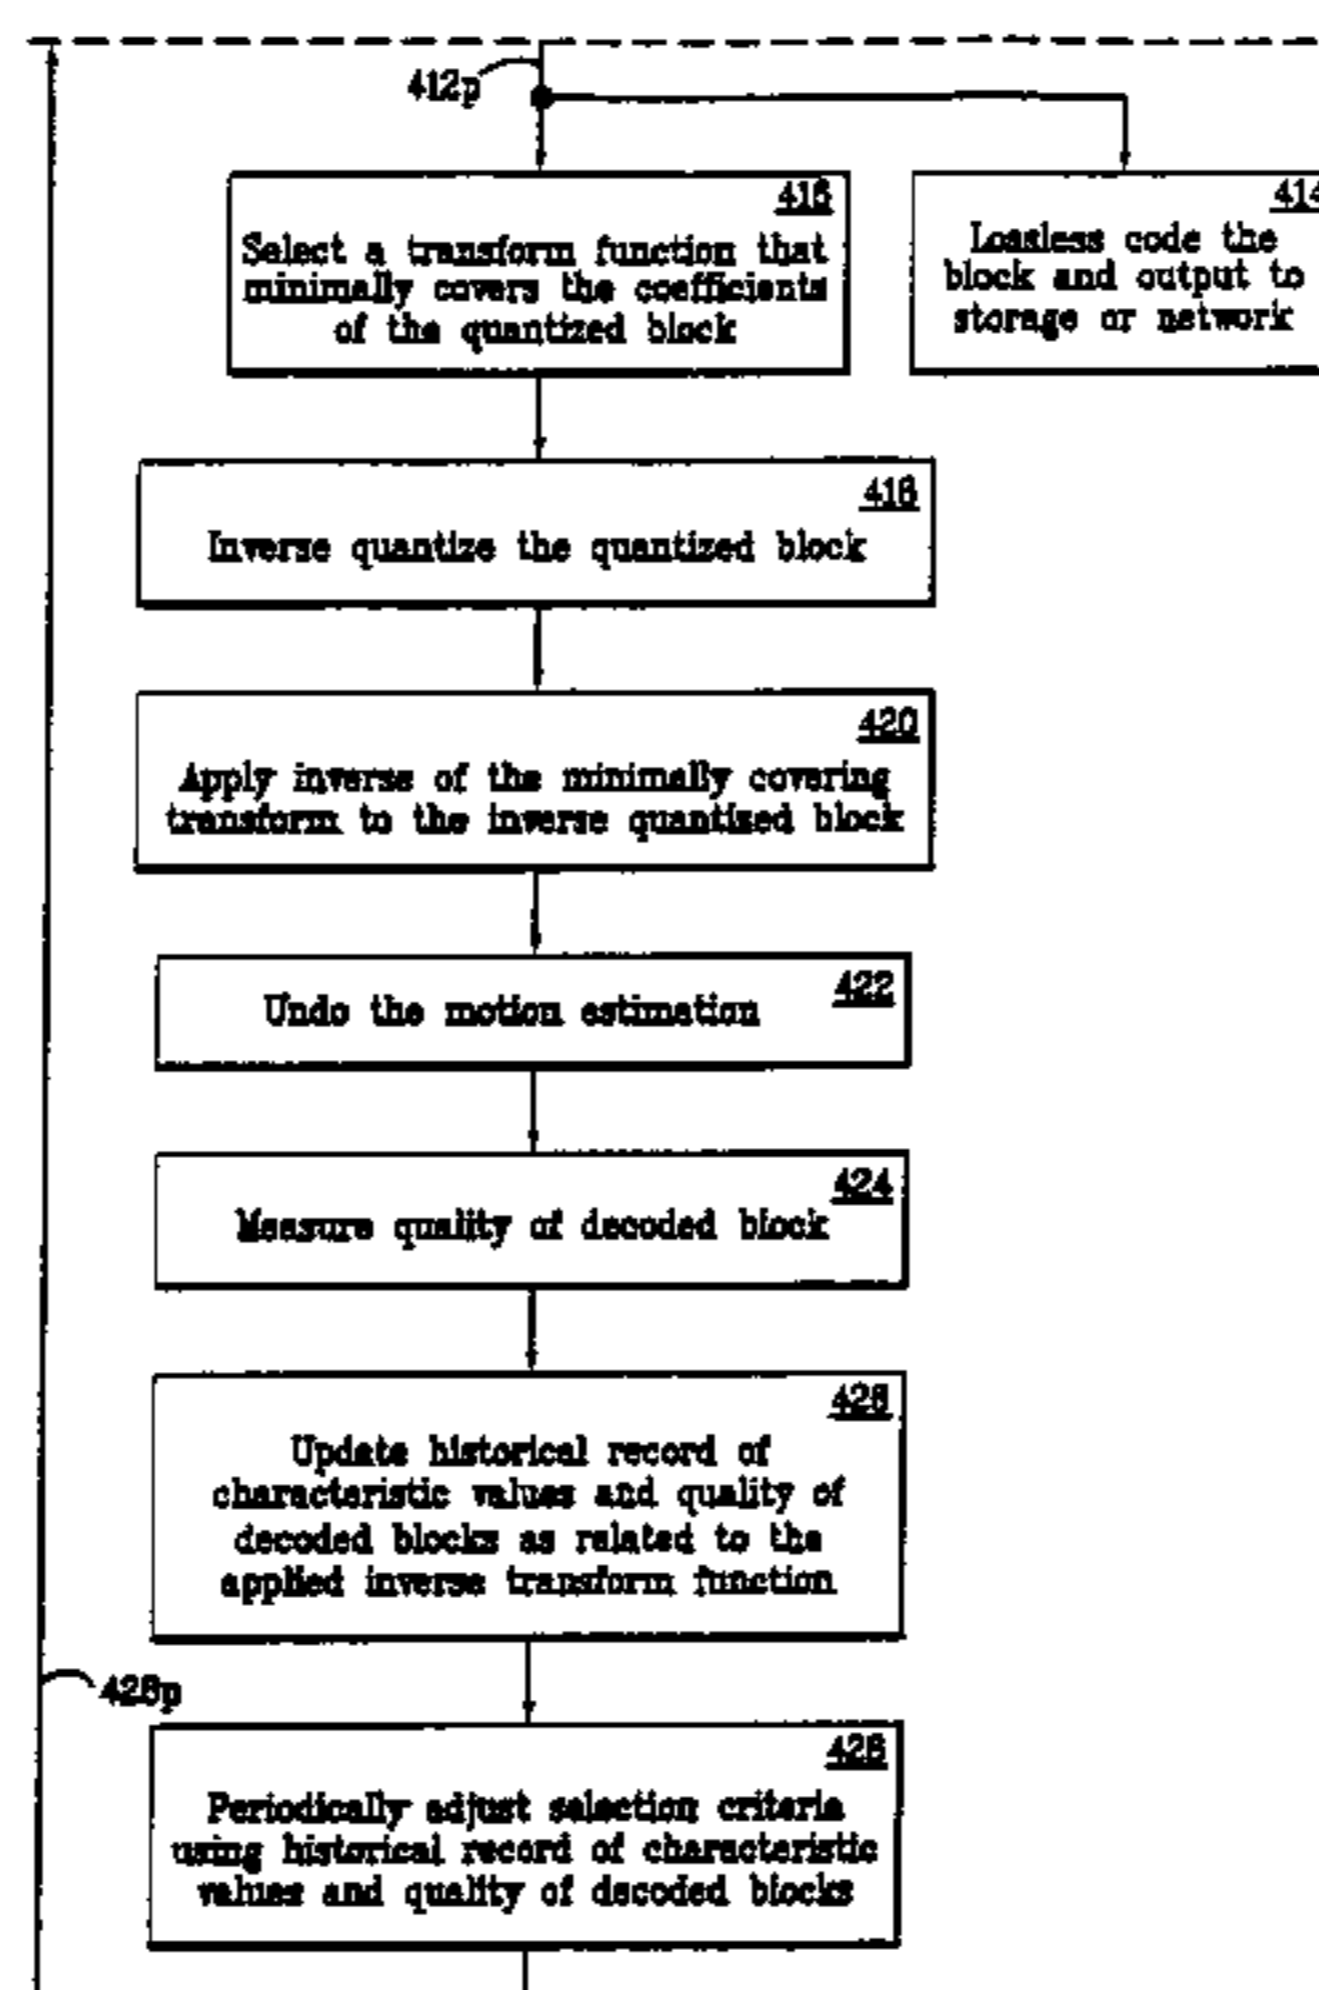 412p
416
Select a transform function that
minimally covers the coefficients
of the quantized block
414
Lossless code the
block and output to
storage or network
418
Inverse quantize the quantized block
420
Apply inverse of the minimally covering
transform to the inverse quantized block
422
Undo the motion estimation
424
Measure quality of decoded block
426
Update historical record of
characteristic values and quality of
decoded blocks as related to the
applied inverse transform function
428p
428
Periodically adjust selection criteria
using historical record of characteristic
values and quality of decoded blocks